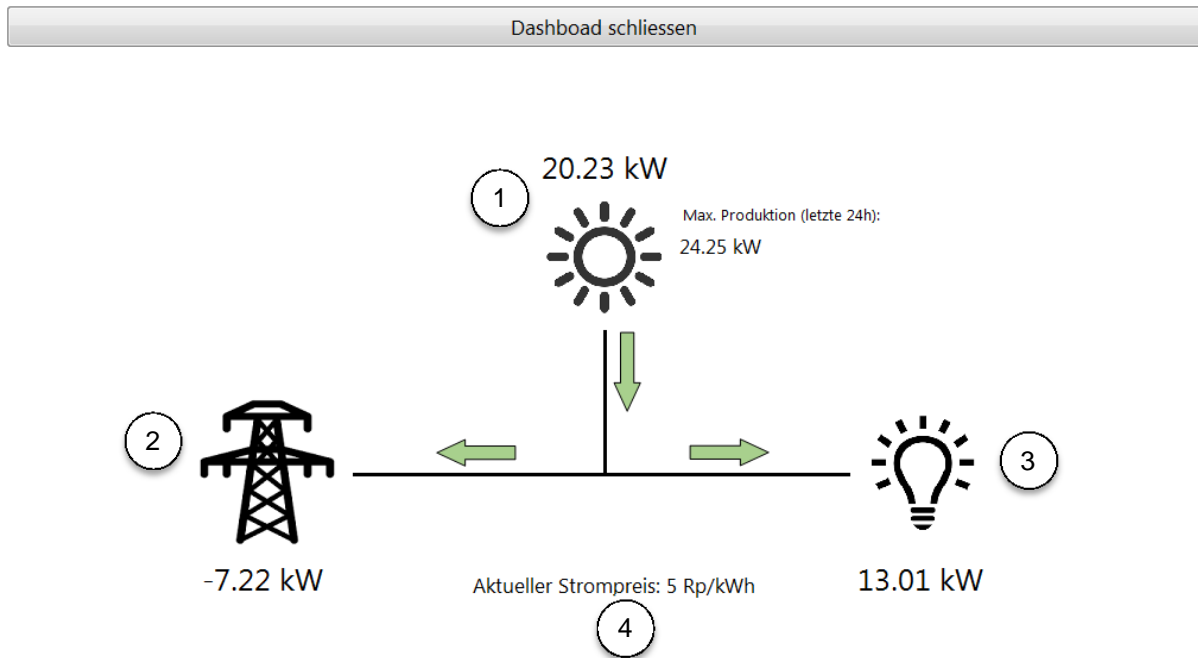 Dashboad schliessen
20.23 kW
1
Max. Produktion (letzte 24h):
24.25 kW
2
3
-7.22 kW
Aktueller Strompreis: 5 Rp/kWh
13.01 kW
4